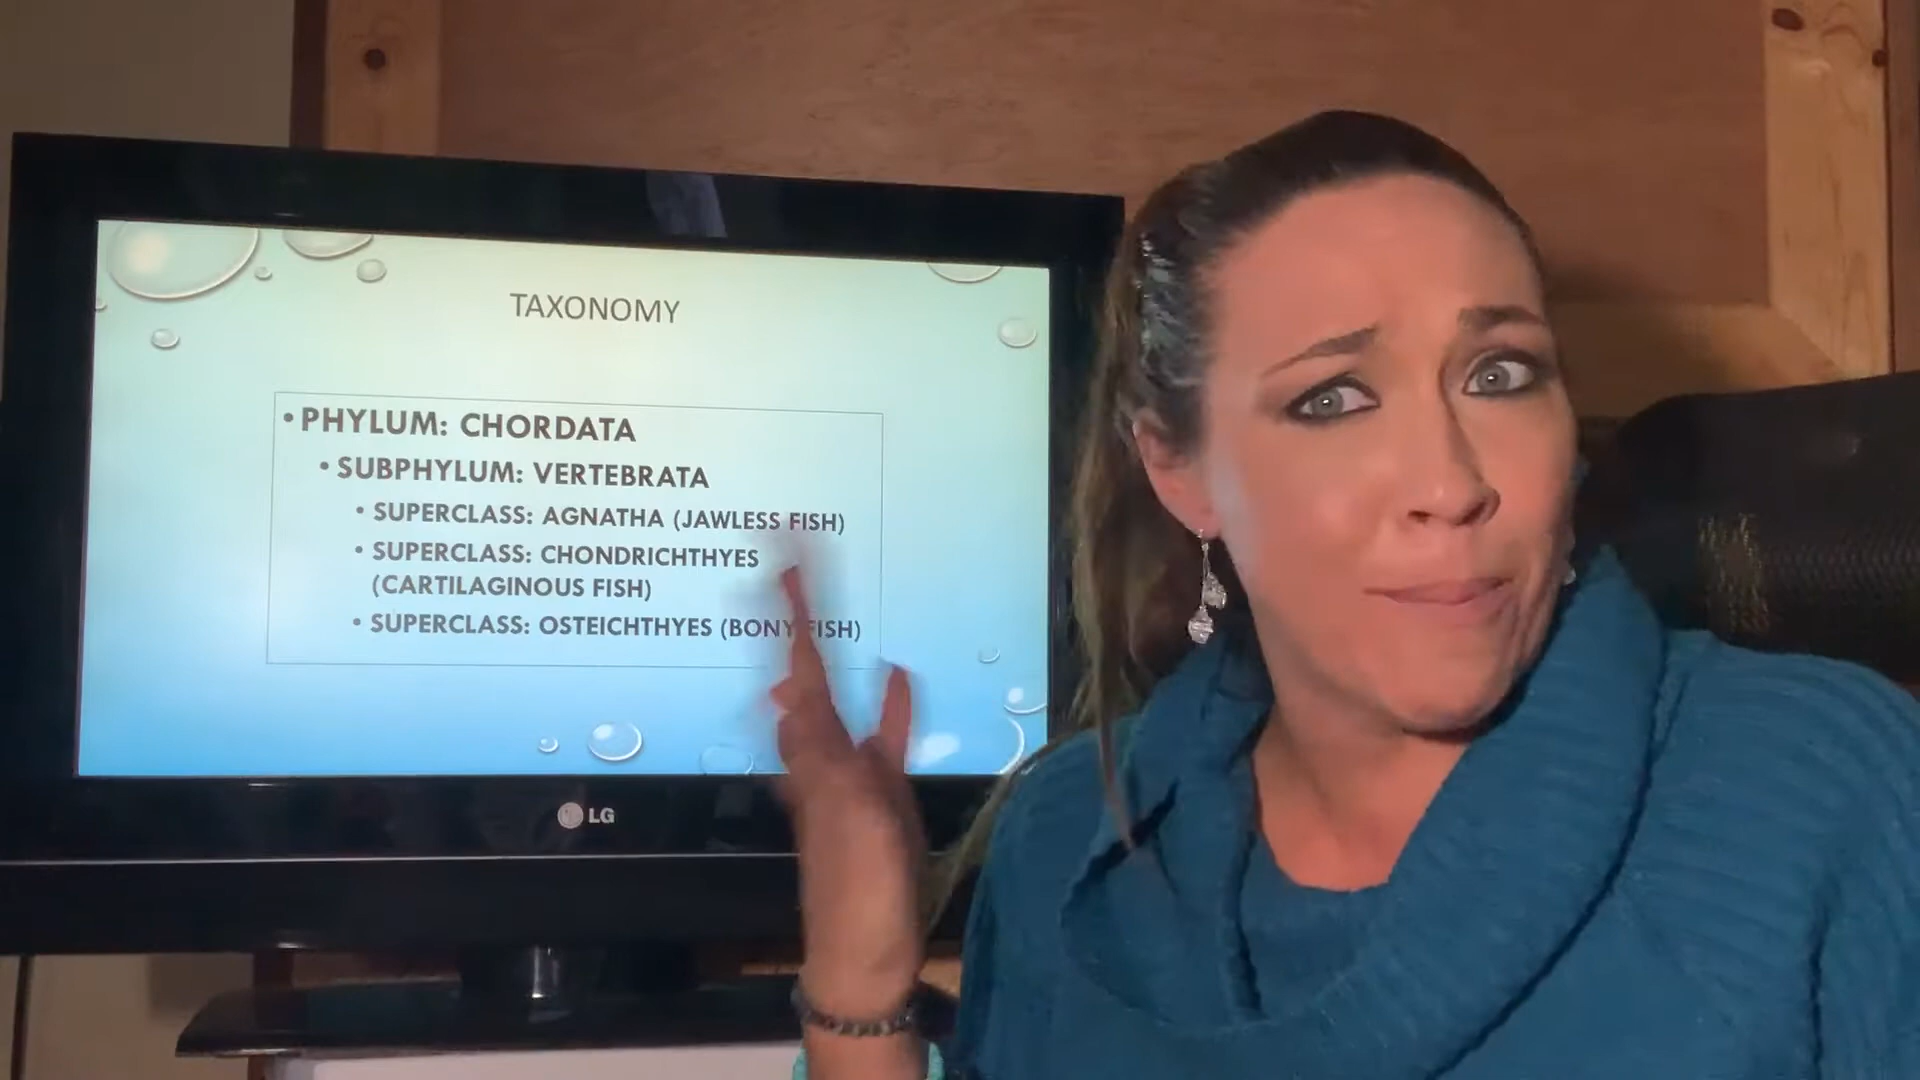 TAXONOMY
•PHYLUM: CHORDATA
• SUBPHYLUM: VERTEBRATA
• SUPERCLASS: AGNATHA (JAWLESS FISH)
• SUPERCLASS: CHONDRICHTHYES
(CARTILAGINOUS FISH)
• SUPERCLASS: OSTEICHTHYES (BONY FISH)
LG